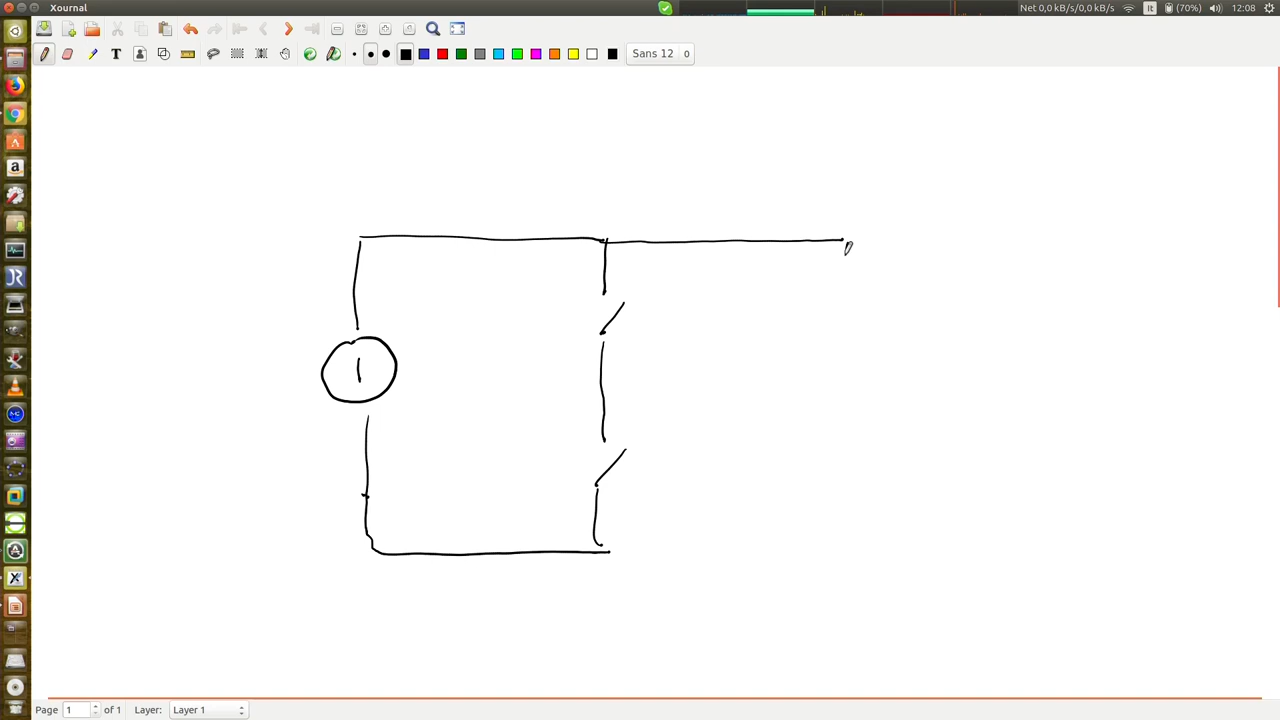 Xournal
Net 0,0 kB/s/0,0 kB/s
It
(70%)
12:08
T
Sans 12
Page 1 of 1 Layer: Layer 1